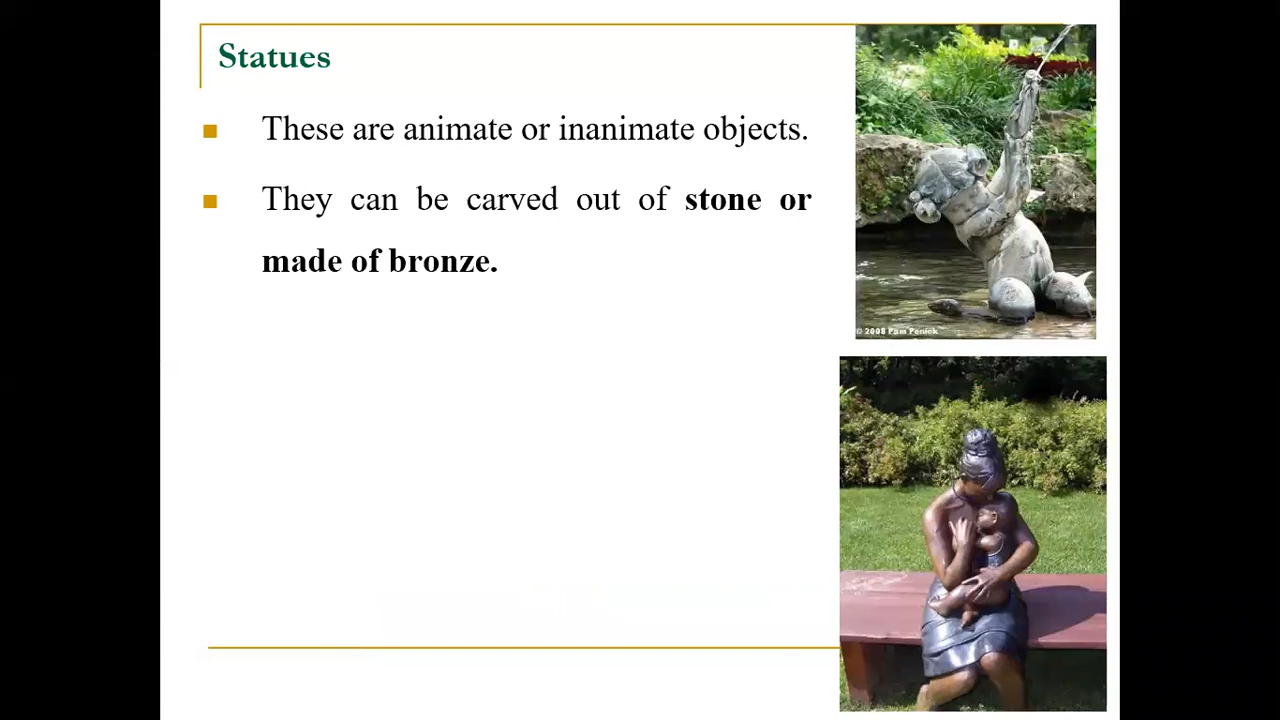 Statues
These are animate or inanimate objects.
They can be carved out of stone or
made of bronze.
© 2008 Pam Penick